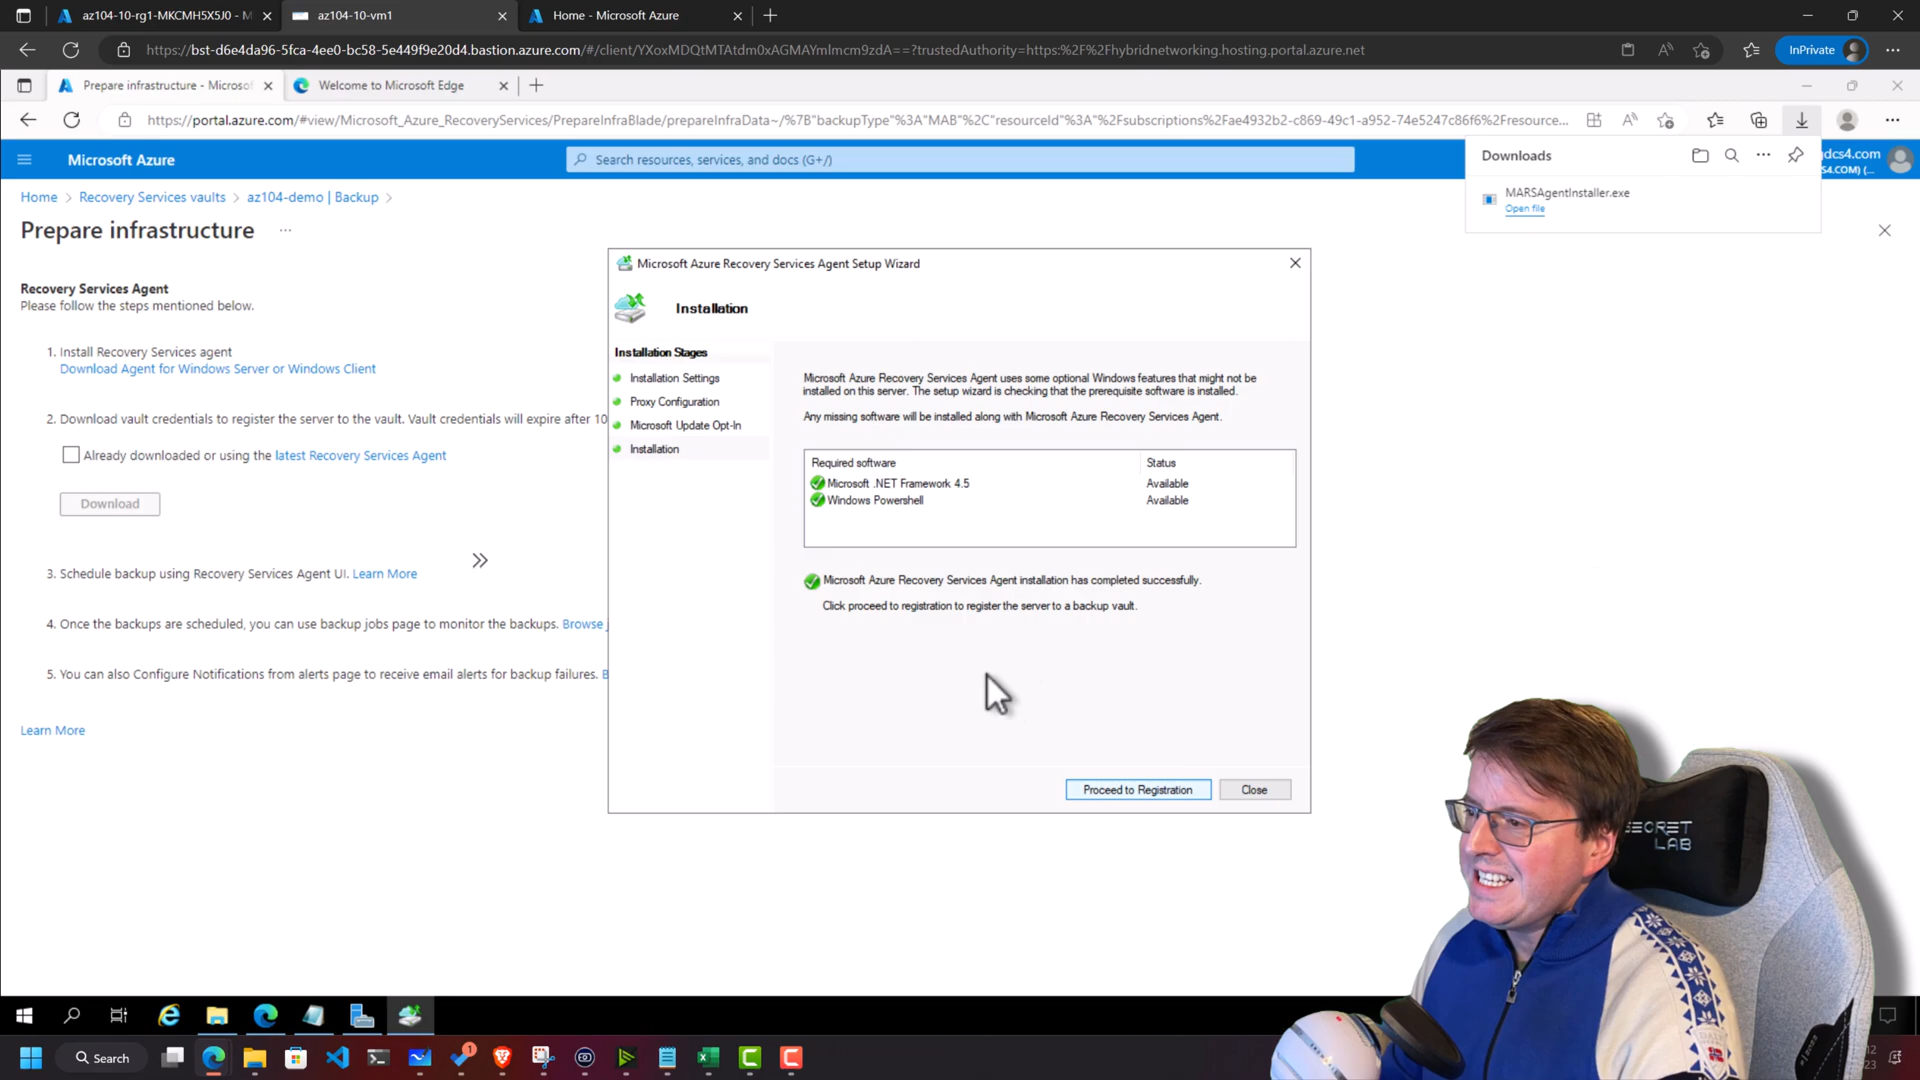 az104-10-rg1-MKCMH5X5J0 - M
az104-10-vm1
Home - Microsoft Azure
https://bst-d6e4da96-5fca-4ee0-bc58-5e449f9e20d4.bastion.azure.com/#/client/YXoxMDQtMTAtdm0xAGMAYmlmcm9zdA==?trustedAuthority=https:%2F%2Fhybridnetworking.hosting.portal.azure.net
InPrivate
Prepare infrastructure - Microsof
Welcome to Microsoft Edge
https://portal.azure.com/#view/Microsoft_Azure_RecoveryServices/PrepareInfraBlade/prepareInfraData~/%7B"backupType"%3A"MAB"%2C"resourceId"%3A"%2Fsubscriptions%2Fae4932b2-c869-49c1-a952-74e5247c86f6%2Fresource...
Microsoft Azure
Search resources, services, and docs (G+/)
Downloads
MARSAgentInstaller.exe
Open file
dcs4.com
S4.COM) (...
Home > Recovery Services vaults > az104-demo | Backup >
Prepare infrastructure ...
Recovery Services Agent
Please follow the steps mentioned below.
1. Install Recovery Services agent
Download Agent for Windows Server or Windows Client
2. Download vault credentials to register the server to the vault. Vault credentials will expire after 10
Already downloaded or using the latest Recovery Services Agent
Download
3. Schedule backup using Recovery Services Agent UI. Learn More
4. Once the backups are scheduled, you can use backup jobs page to monitor the backups. Browse j
5. You can also Configure Notifications from alerts page to receive email alerts for backup failures.
Learn More
Microsoft Azure Recovery Services Agent Setup Wizard
Installation
Installation Stages
Installation Settings
Proxy Configuration
Microsoft Update Opt-In
Installation
Microsoft Azure Recovery Services Agent uses some optional Windows features that might not be
installed on this server. The setup wizard is checking that the prerequisite software is installed.
Any missing software will be installed along with Microsoft Azure Recovery Services Agent.
Required software Status
Microsoft .NET Framework 4.5 Available
Windows Powershell Available
Microsoft Azure Recovery Services Agent installation has completed successfully.
Click proceed to registration to register the server to a backup vault.
Proceed to Registration
Close
SECRET
LAB
Search
1
12
23